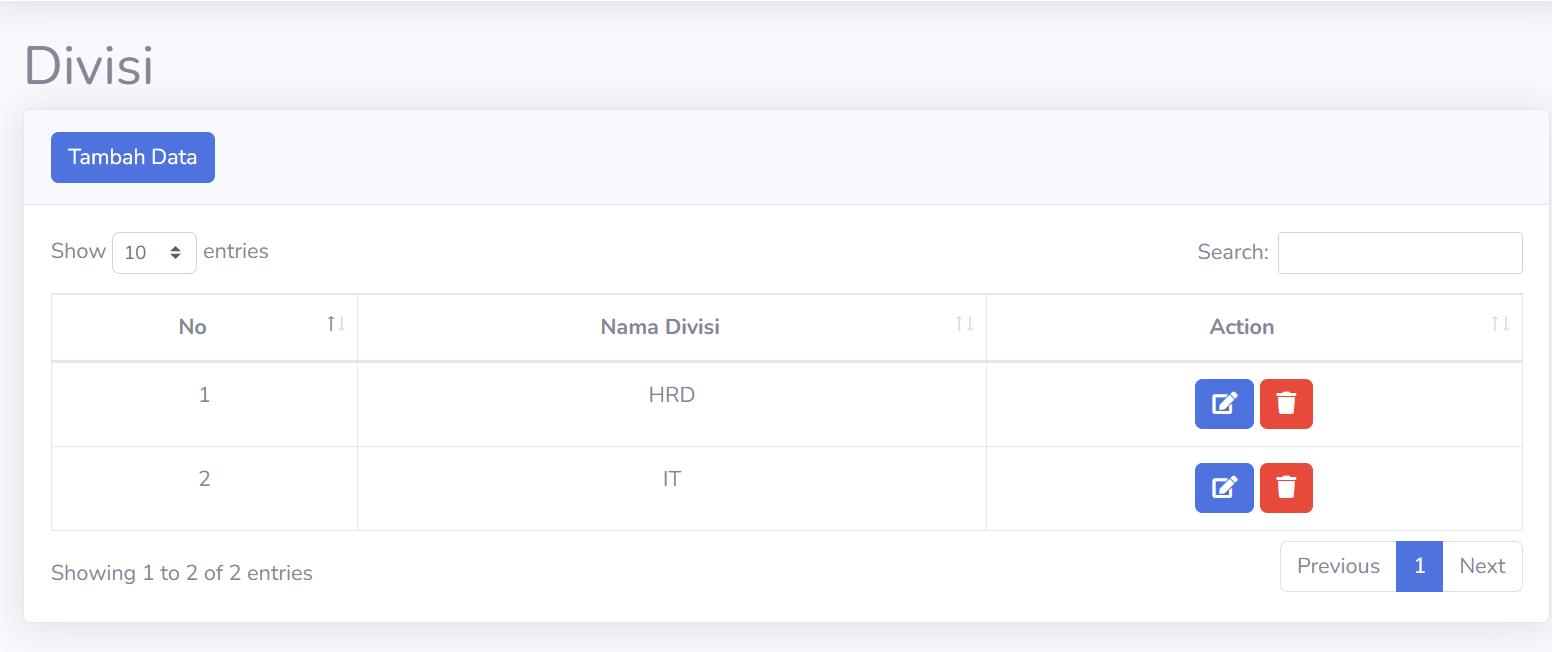 Divisi
Tambah Data
Show 10 entries Search:
No Nama Divisi Action
1 HRD
2 IT
Showing 1 to 2 of 2 entries Previous 1 Next